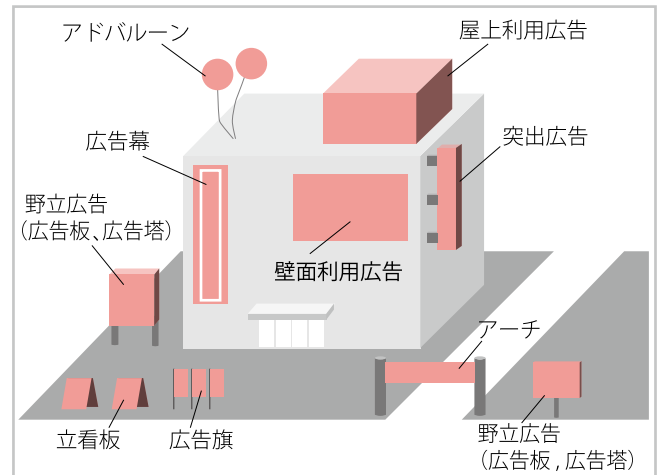 アドバルーン
屋上利用広告
広告幕
突出広告
野立広告
(広告板、広告塔)
壁面利用広告
アーチ
立看板
広告旗
野立広告
(広告板 , 広告塔)